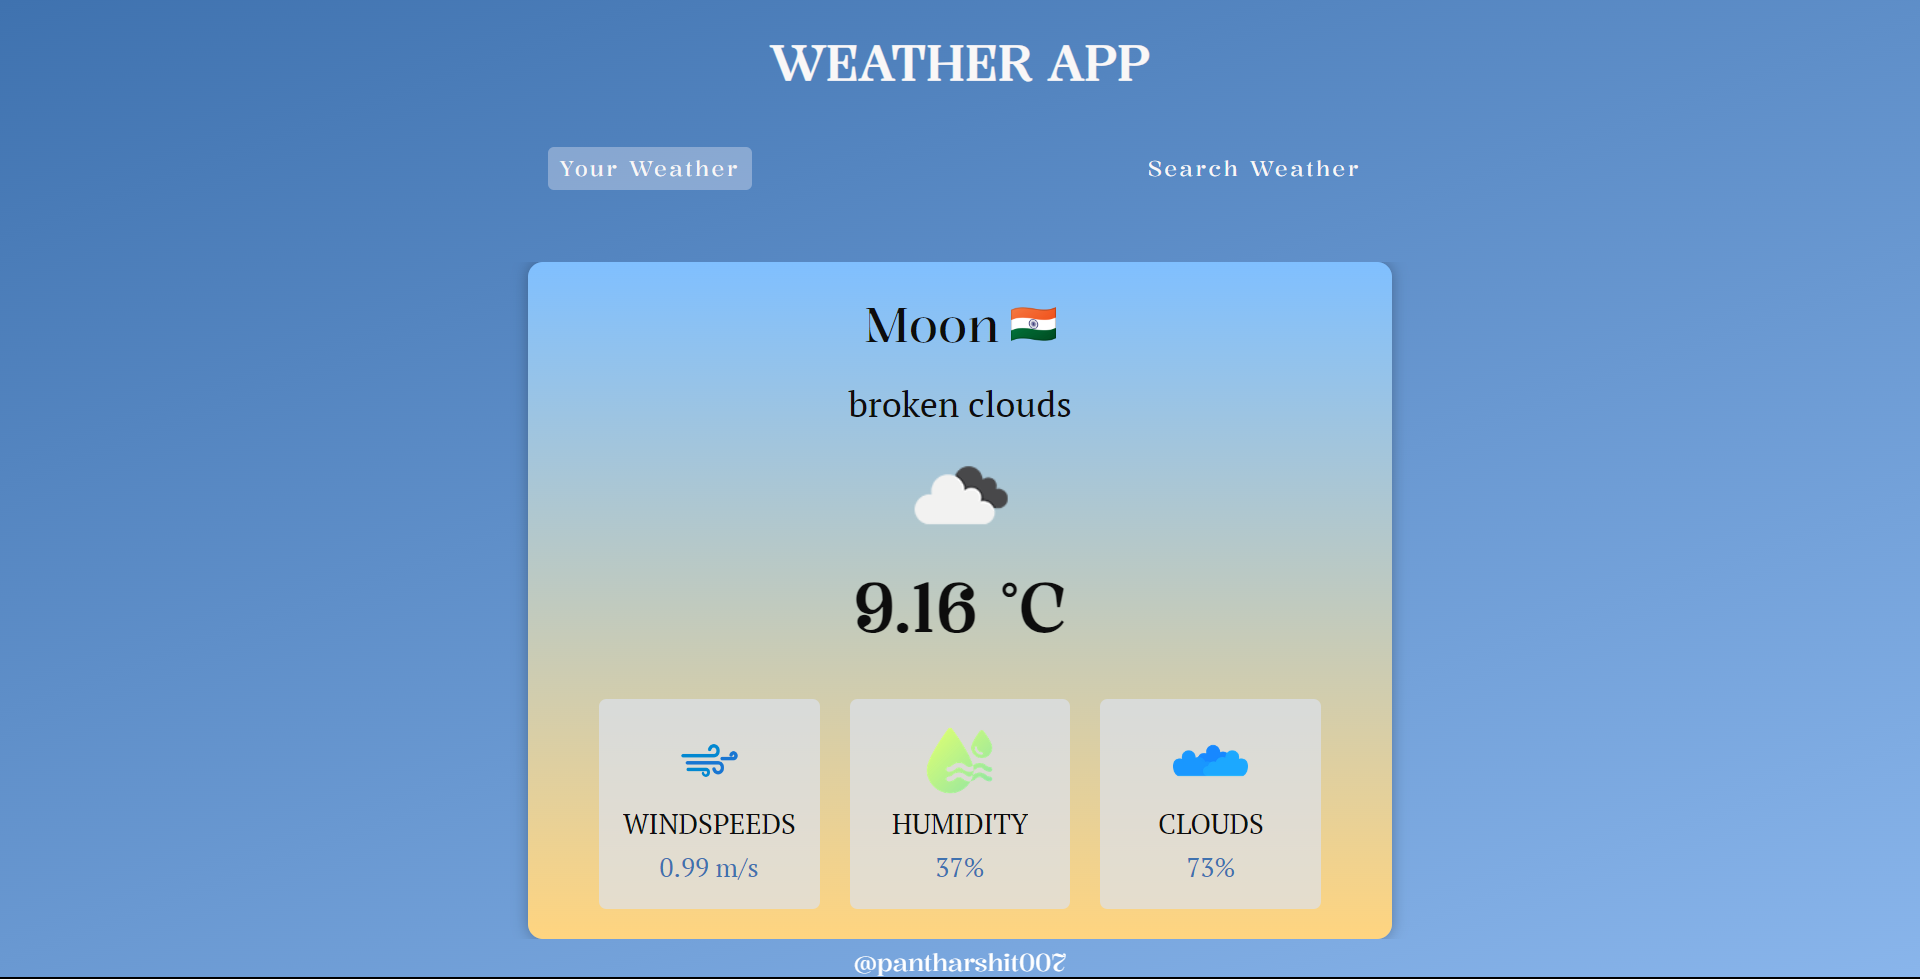 WEATHER APP
Your Weather
Search Weather
Moon
broken clouds
9.16 °C
WINDSPEEDS
0.99 m/s
HUMIDITY
37%
CLOUDS
73%
@pantharshit007